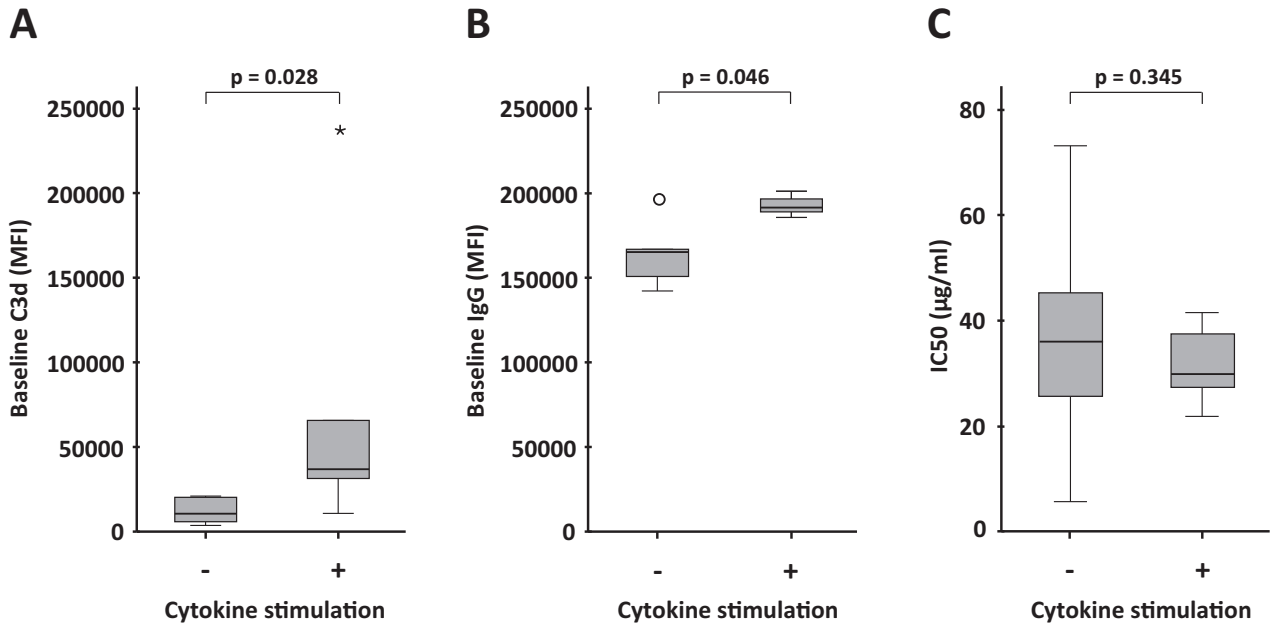 A
p = 0.028
Baseline C3d (MFI)
250000
200000
150000
100000
50000
0
*
- +
Cytokine stimulation
B
p = 0.046
Baseline IgG (MFI)
250000
200000
150000
100000
50000
0
- +
Cytokine stimulation
C
p = 0.345
IC50 (µg/ml)
80
60
40
20
0
- +
Cytokine stimulation